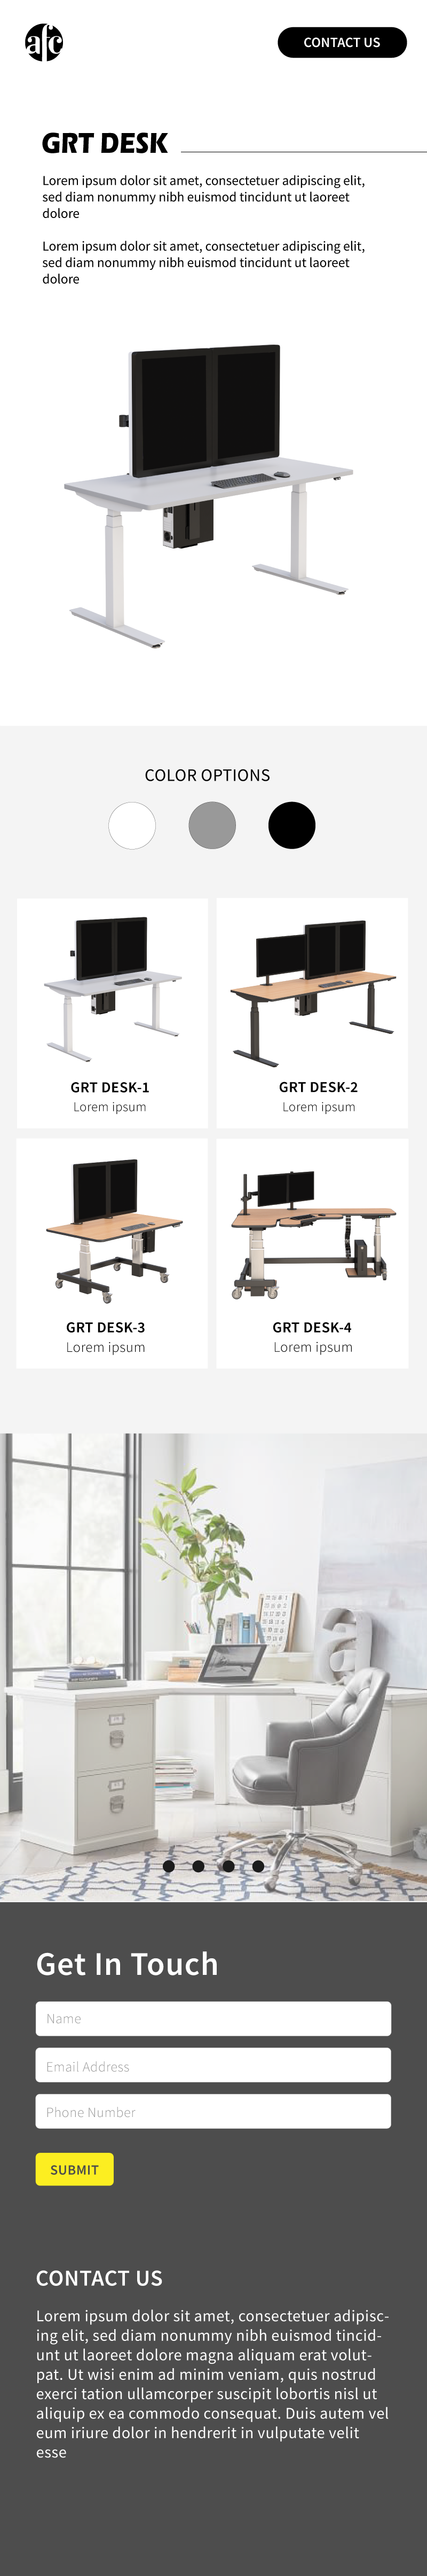 afc
CONTACT US
GRT DESK
Lorem ipsum dolor sit amet, consectetuer adipiscing elit,
sed diam nonummy nibh euismod tincidunt ut laoreet
dolore
Lorem ipsum dolor sit amet, consectetuer adipiscing elit,
sed diam nonummy nibh euismod tincidunt ut laoreet
dolore
COLOR OPTIONS
GRT DESK-1
Lorem ipsum
GRT DESK-2
Lorem ipsum
GRT DESK-3
Lorem ipsum
GRT DESK-4
Lorem ipsum
a
Get In Touch
Name
Email Address
Phone Number
SUBMIT
CONTACT US
Lorem ipsum dolor sit amet, consectetuer adipisc-
ing elit, sed diam nonummy nibh euismod tincid-
unt ut laoreet dolore magna aliquam erat volut-
pat. Ut wisi enim ad minim veniam, quis nostrud
exerci tation ullamcorper suscipit lobortis nisl ut
aliquip ex ea commodo consequat. Duis autem vel
eum iriure dolor in hendrerit in vulputate velit
esse